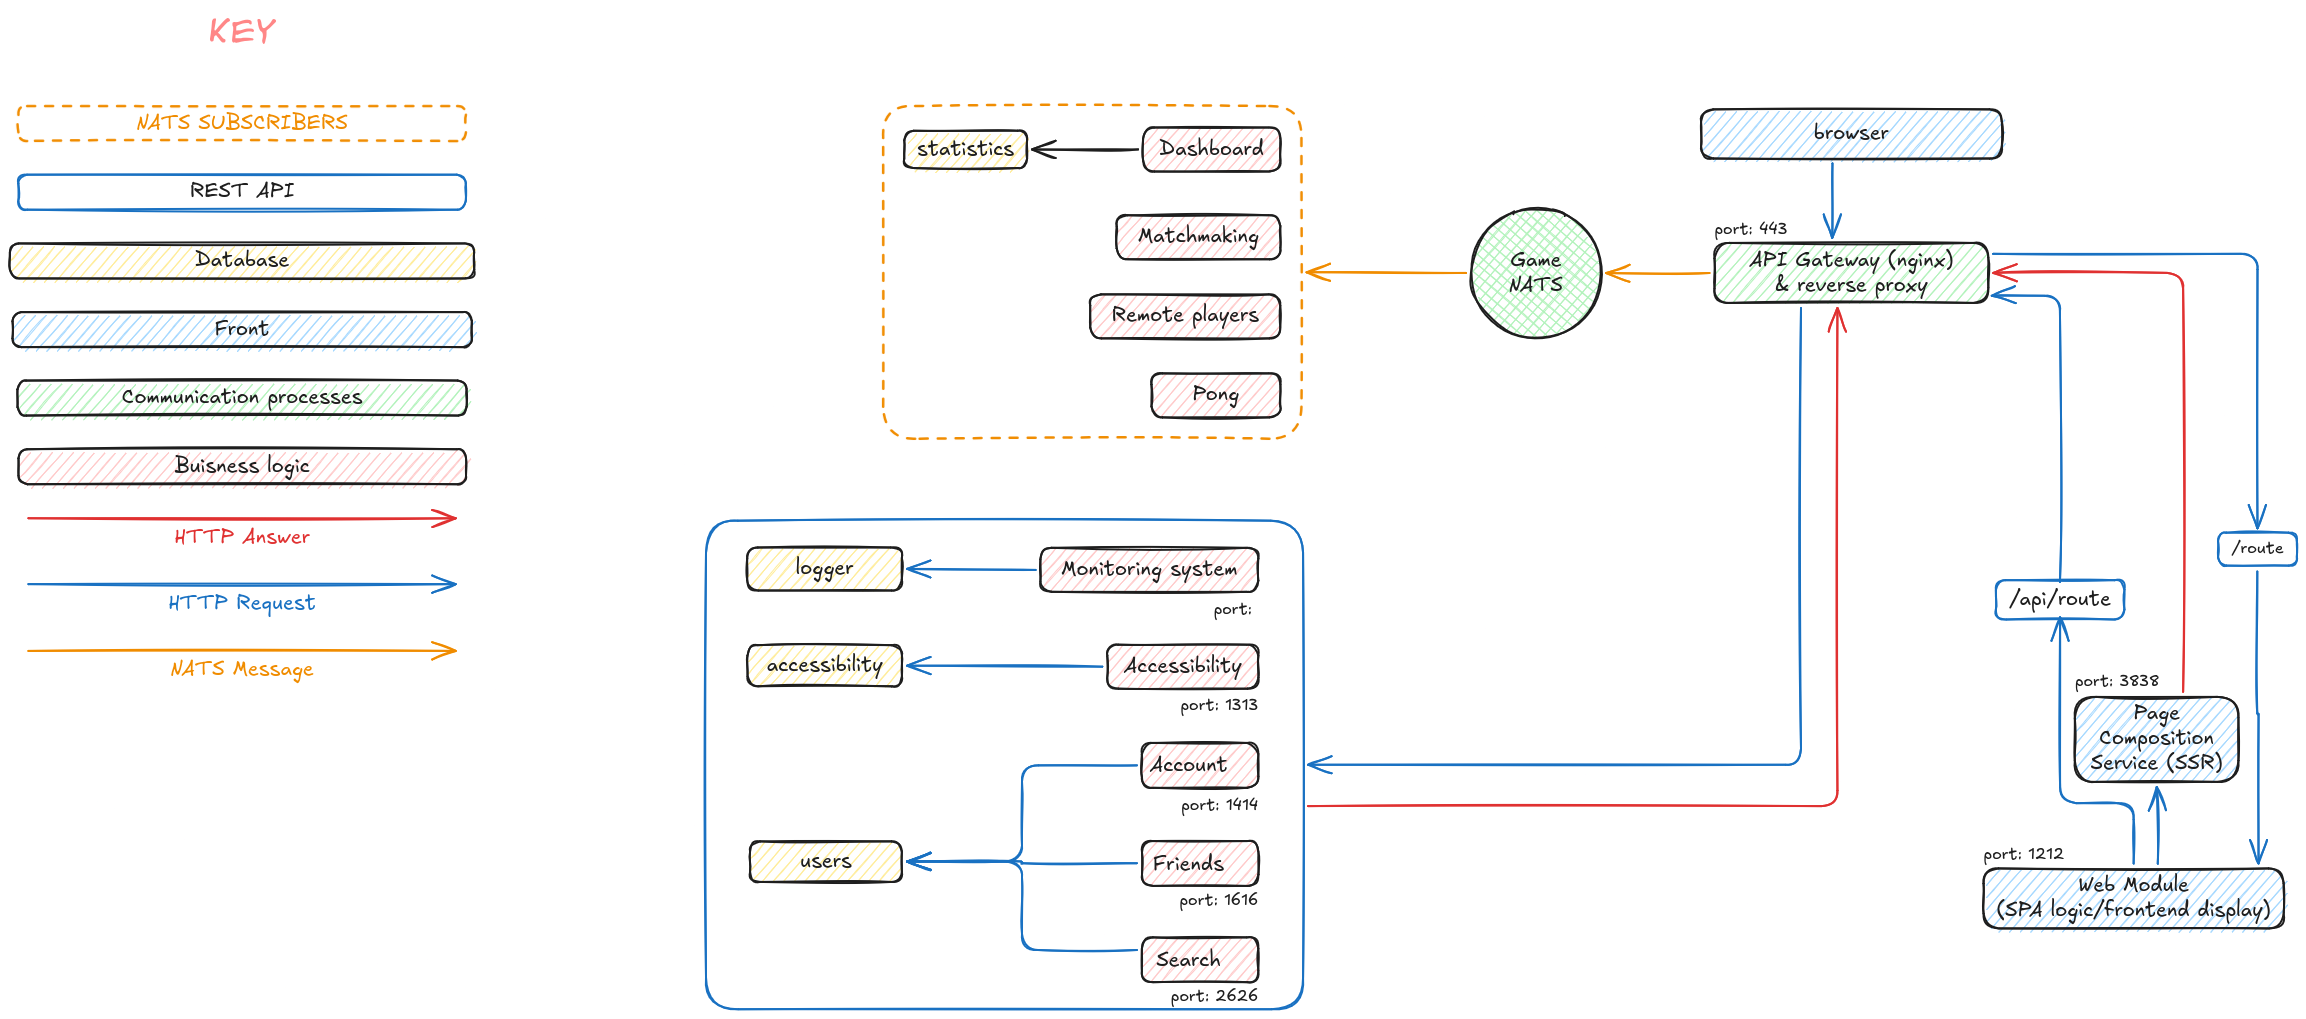 KEY
NATS SUBSCRIBERS
REST API
Database
Front
Communication processes
Buisness logic
HTTP Answer
HTTP Request
NATS Message
statistics
Dashboard
Matchmaking
Remote players
Pong
Game
NATS
browser
port: 443
API Gateway (nginx)
& reverse proxy
/route
/api/route
port: 3838
Page
Composition
Service (SSR)
port: 1212
Web Module
(SPA logic/frontend display)
logger
Monitoring system
port:
accessibility
Accessibility
port: 1313
Account
port: 1414
users
Friends
port: 1616
Search
port: 2626